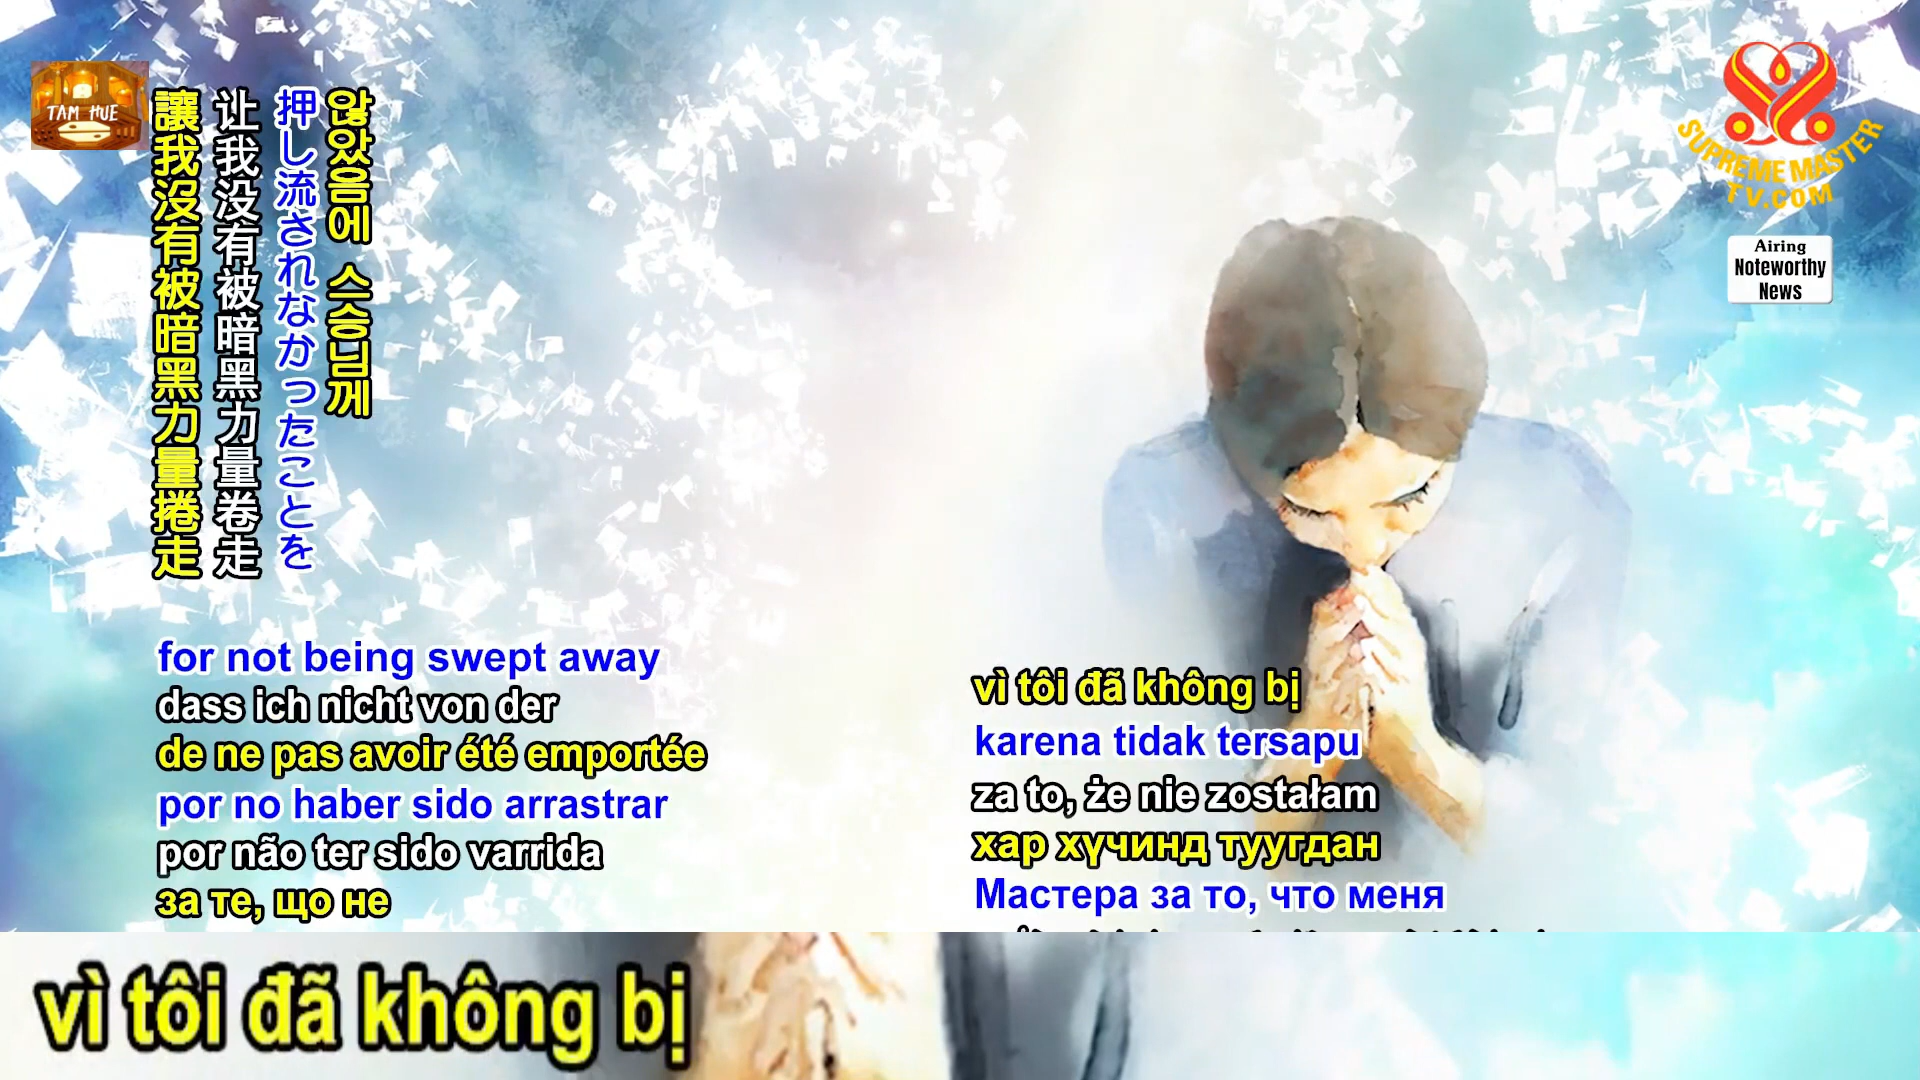 TAM HUE
讓我沒有被暗黑力量捲走
让我没有被暗黑力量卷走
押し流されなかったことを
않았음에 스승님께
SUPREME MASTER
TV.COM
Airing
Noteworthy
News
for not being swept away
dass ich nicht von der
de ne pas avoir été emportée
por no haber sido arrastrar
por não ter sido varrida
за те, що не
vì tôi đã không bị
karena tidak tersapu
za to, że nie zostałam
хар хүчинд туугдан
Мастера за то, что меня
vì tôi đã không bị